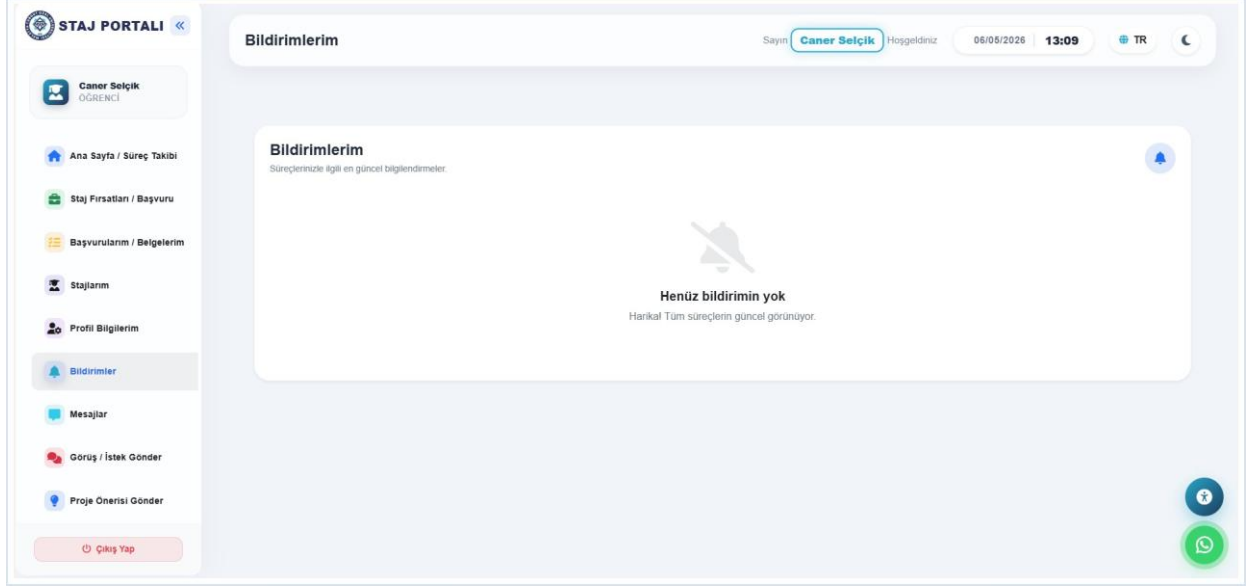 STAJ PORTALI «
Caner Selçik
ÖĞRENCİ
Ana Sayfa / Süreç Takibi
Staj Fırsatları / Başvuru
Başvurularım / Belgelerim
Stajlarım
Profil Bilgilerim
Bildirimler
Mesajlar
Görüş / İstek Gönder
Proje Önerisi Gönder
Çıkış Yap
Bildirimlerim
Sayın Caner Selçik Hoşgeldiniz
06/05/2026 13:09
TR
Bildirimlerim
Süreçlerinizle ilgili en güncel bilgilendirmeler.
Henüz bildirimin yok
Harika! Tüm süreçlerin güncel görünüyor.